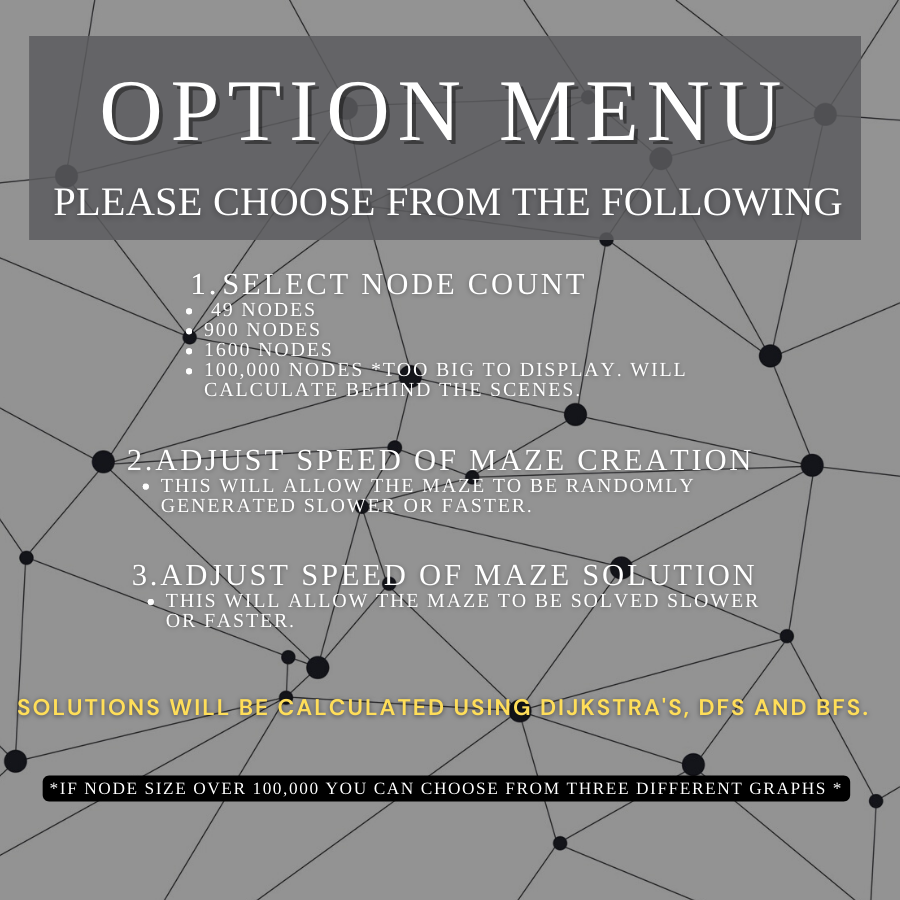 OPTION MENU
PLEASE CHOOSE FROM THE FOLLOWING
1. SELECT NODE COUNT
• 49 NODES
• 900 NODES
• 1600 NODES
• 100,000 NODES *TOO BIG TO DISPLAY. WILL
CALCULATE BEHIND THE SCENES.
2. ADJUST SPEED OF MAZE CREATION
• THIS WILL ALLOW THE MAZE TO BE RANDOMLY
GENERATED SLOWER OR FASTER.
3. ADJUST SPEED OF MAZE SOLUTION
• THIS WILL ALLOW THE MAZE TO BE SOLVED SLOWER
OR FASTER.
SOLUTIONS WILL BE CALCULATED USING DIJKSTRA'S, DFS AND BFS.
*IF NODE SIZE OVER 100,000 YOU CAN CHOOSE FROM THREE DIFFERENT GRAPHS *